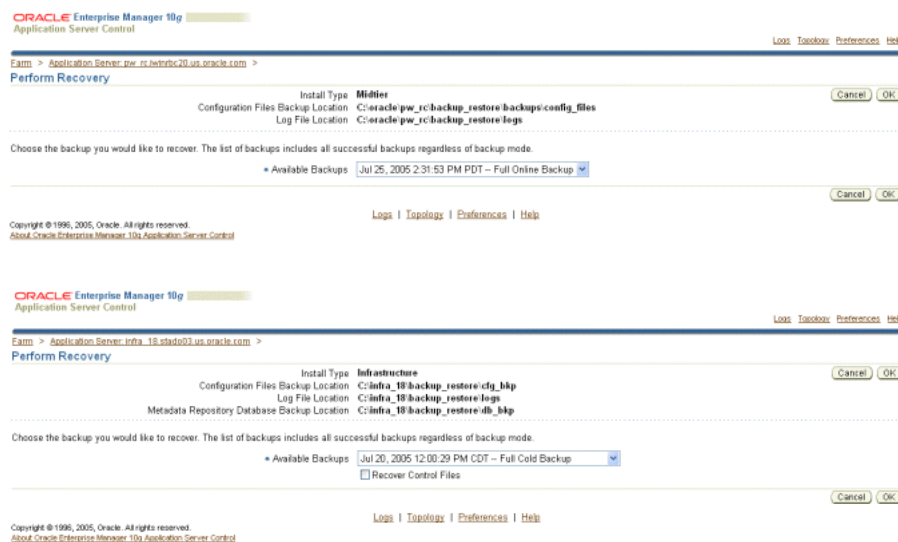 ORACLE Enterprise Manager 10g
Application Server Control
Logs Topology Preferences Help
Farm > Application Server: pw_rc.iwinrbc20.us.oracle.com >
Perform Recovery
Install Type Midtier
Cancel OK
Configuration Files Backup Location C:\oracle\pw_rc\backup_restore\backups\config_files
Log File Location C:\oracle\pw_rc\backup_restore\logs
Choose the backup you would like to recover. The list of backups includes all successful backups regardless of backup mode.
* Available Backups Jul 25, 2005 2:31:53 PM PDT -- Full Online Backup
Cancel OK
Logs | Topology | Preferences | Help
Copyright © 1996, 2005, Oracle. All rights reserved.
About Oracle Enterprise Manager 10g Application Server Control
ORACLE Enterprise Manager 10g
Application Server Control
Logs Topology Preferences Help
Farm > Application Server: infra_18.stado03.us.oracle.com >
Perform Recovery
Install Type Infrastructure
Cancel OK
Configuration Files Backup Location C:\infra_18\backup_restore\cfg_bkp
Log File Location C:\infra_18\backup_restore\logs
Metadata Repository Database Backup Location C:\infra_18\backup_restore\db_bkp
Choose the backup you would like to recover. The list of backups includes all successful backups regardless of backup mode.
* Available Backups Jul 20, 2005 12:00:29 PM CDT -- Full Cold Backup
Recover Control Files
Cancel OK
Logs | Topology | Preferences | Help
Copyright © 1996, 2005, Oracle. All rights reserved.
About Oracle Enterprise Manager 10g Application Server Control